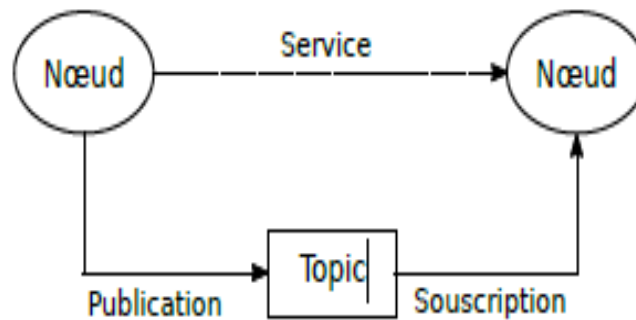 Service
Nœud
Nœud
Topic
Publication
Souscription